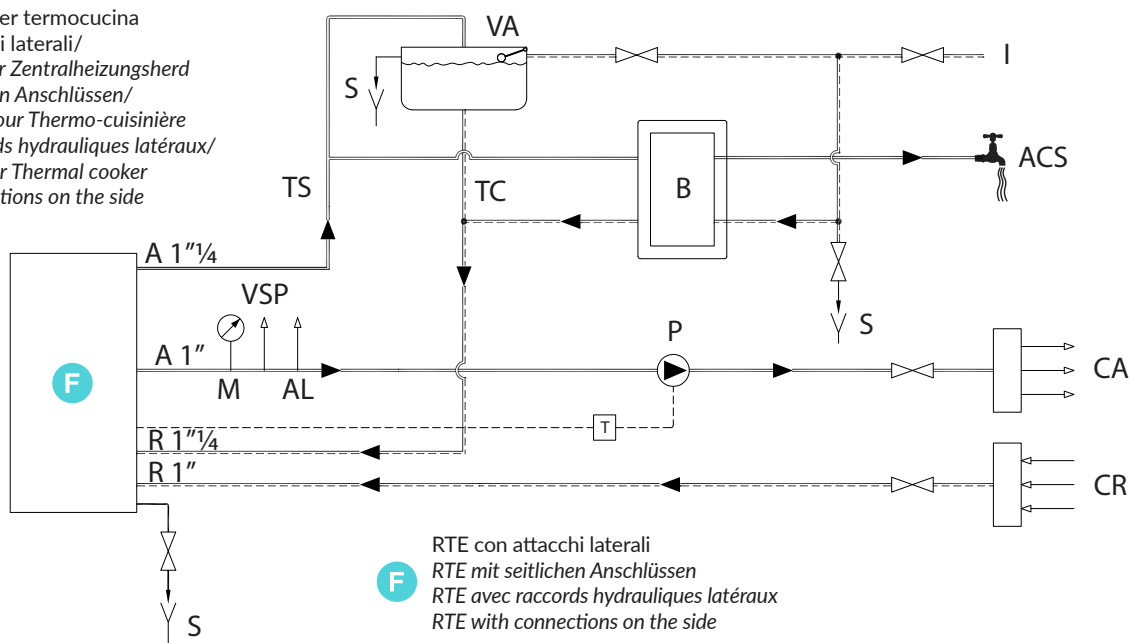 er termocucina
i laterali/
r Zentralheizungsherd
n Anschlüssen/
our Thermo-cuisinière
ds hydrauliques latéraux/
r Thermal cooker
tions on the side
VA
I
S
B
ACS
TS
TC
A 1"¼
VSP
S
P
A 1"
M
AL
F
CA
T
R 1"¼
R 1"
CR
S
F
RTE con attacchi laterali
RTE mit seitlichen Anschlüssen
RTE avec raccords hydrauliques latéraux
RTE with connections on the side